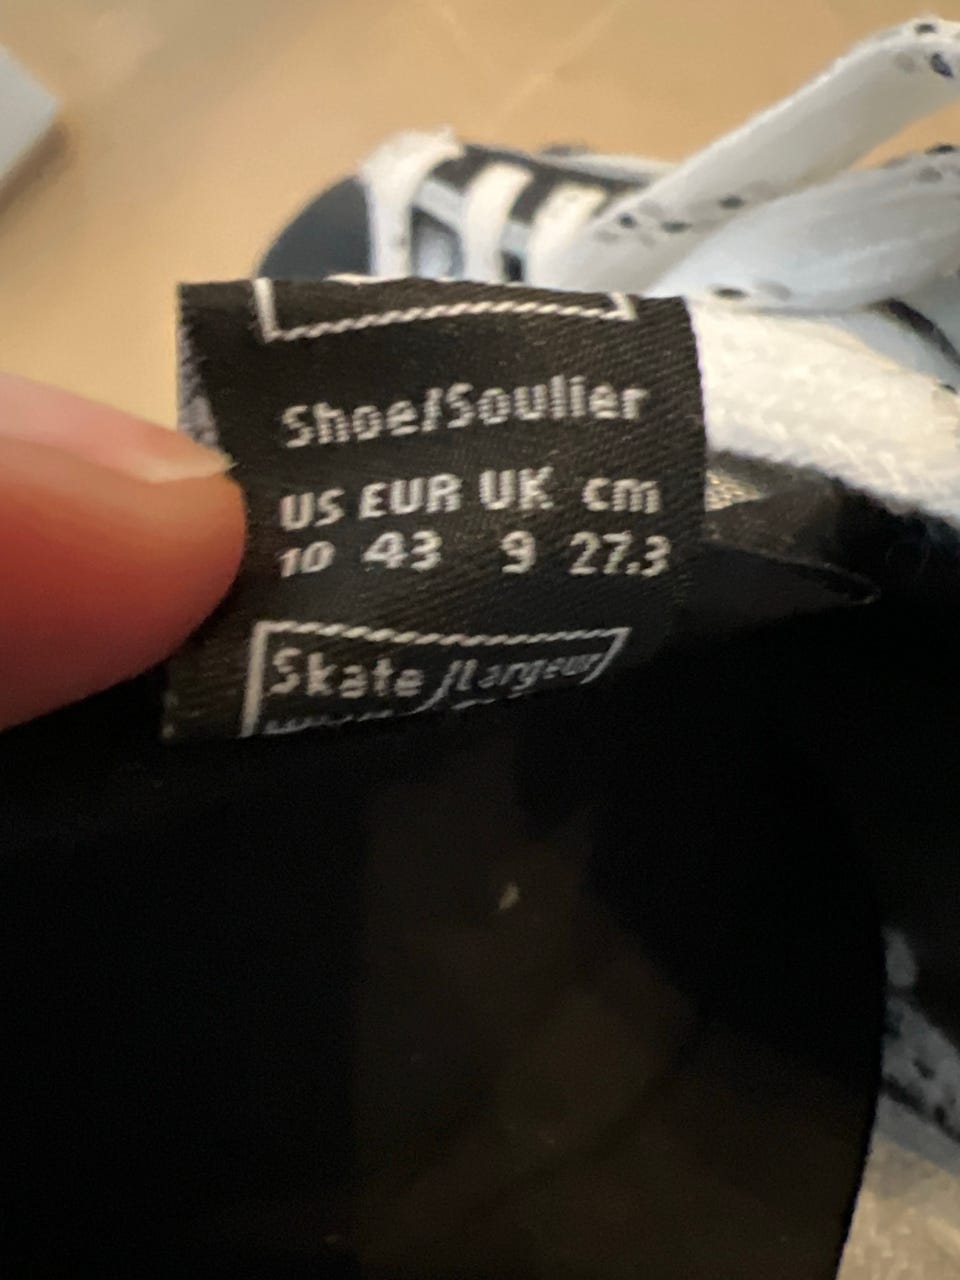 Shoe/Soulier
US EUR UK cm
10 43 9 27.3
Skate /Largeur